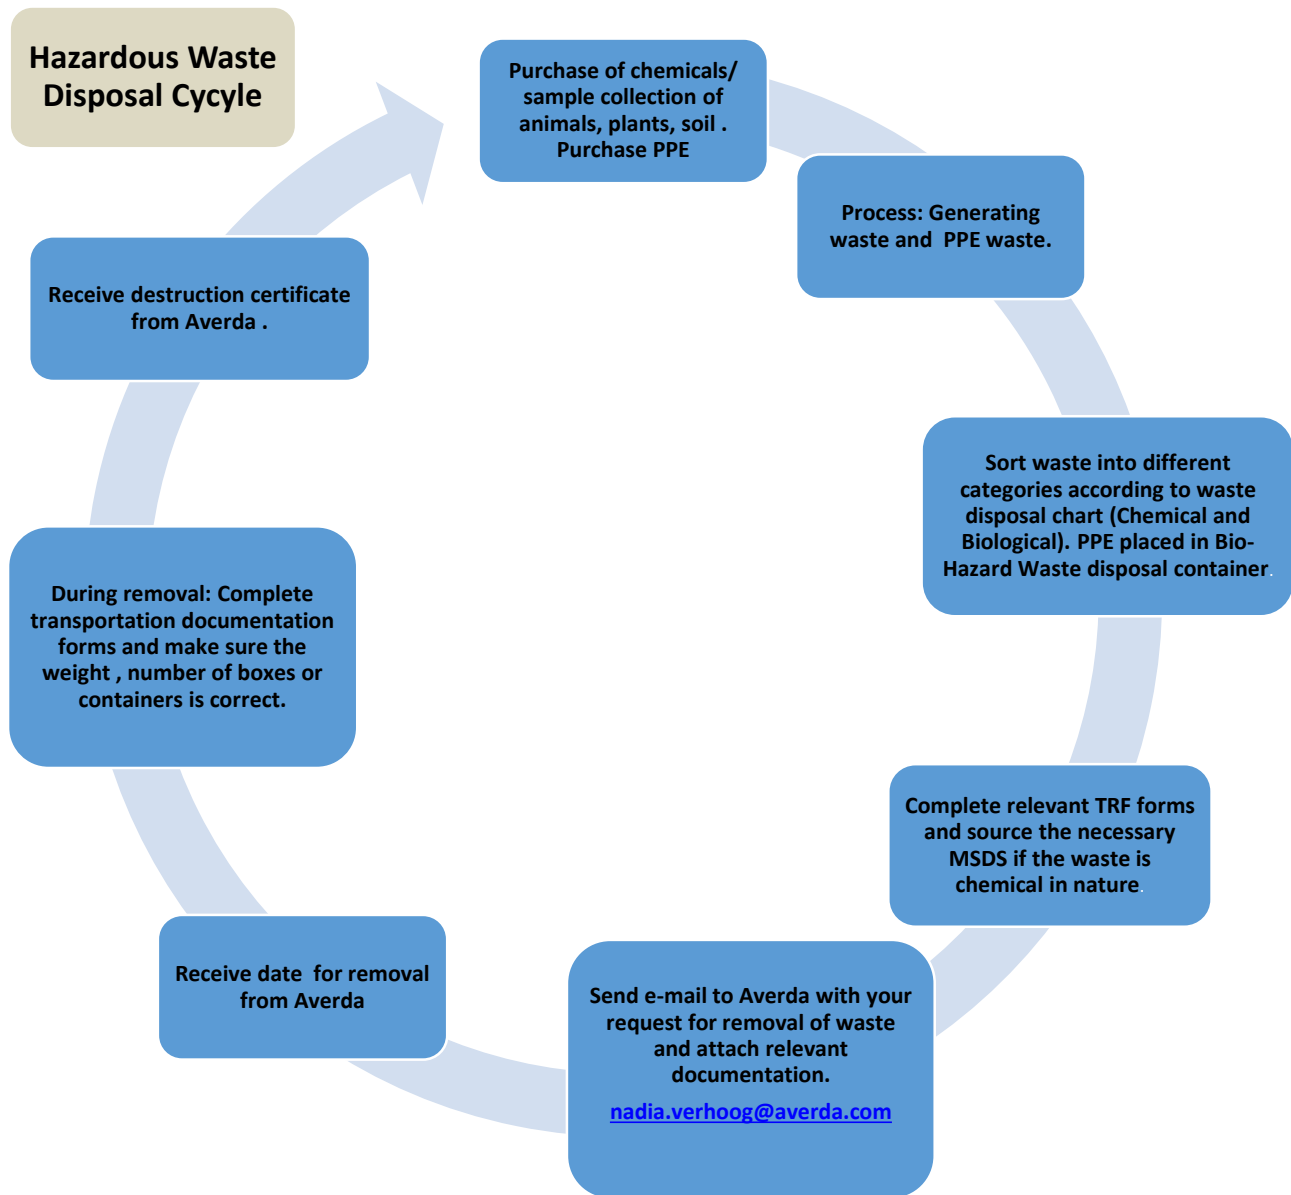 Hazardous Waste
Disposal Cycyle
Purchase of chemicals/
sample collection of
animals, plants, soil .
Purchase PPE
Process: Generating
waste and  PPE waste.
Sort waste into different
categories according to waste
disposal chart (Chemical and
Biological). PPE placed in Bio-
Hazard Waste disposal container.
Complete relevant TRF forms
and source the necessary
MSDS if the waste is
chemical in nature.
Send e-mail to Averda with your
request for removal of waste
and attach relevant
documentation.
nadia.verhoog@averda.com
Receive date  for removal
from Averda
During removal: Complete
transportation documentation
forms and make sure the
weight , number of boxes or
containers is correct.
Receive destruction certificate
from Averda .